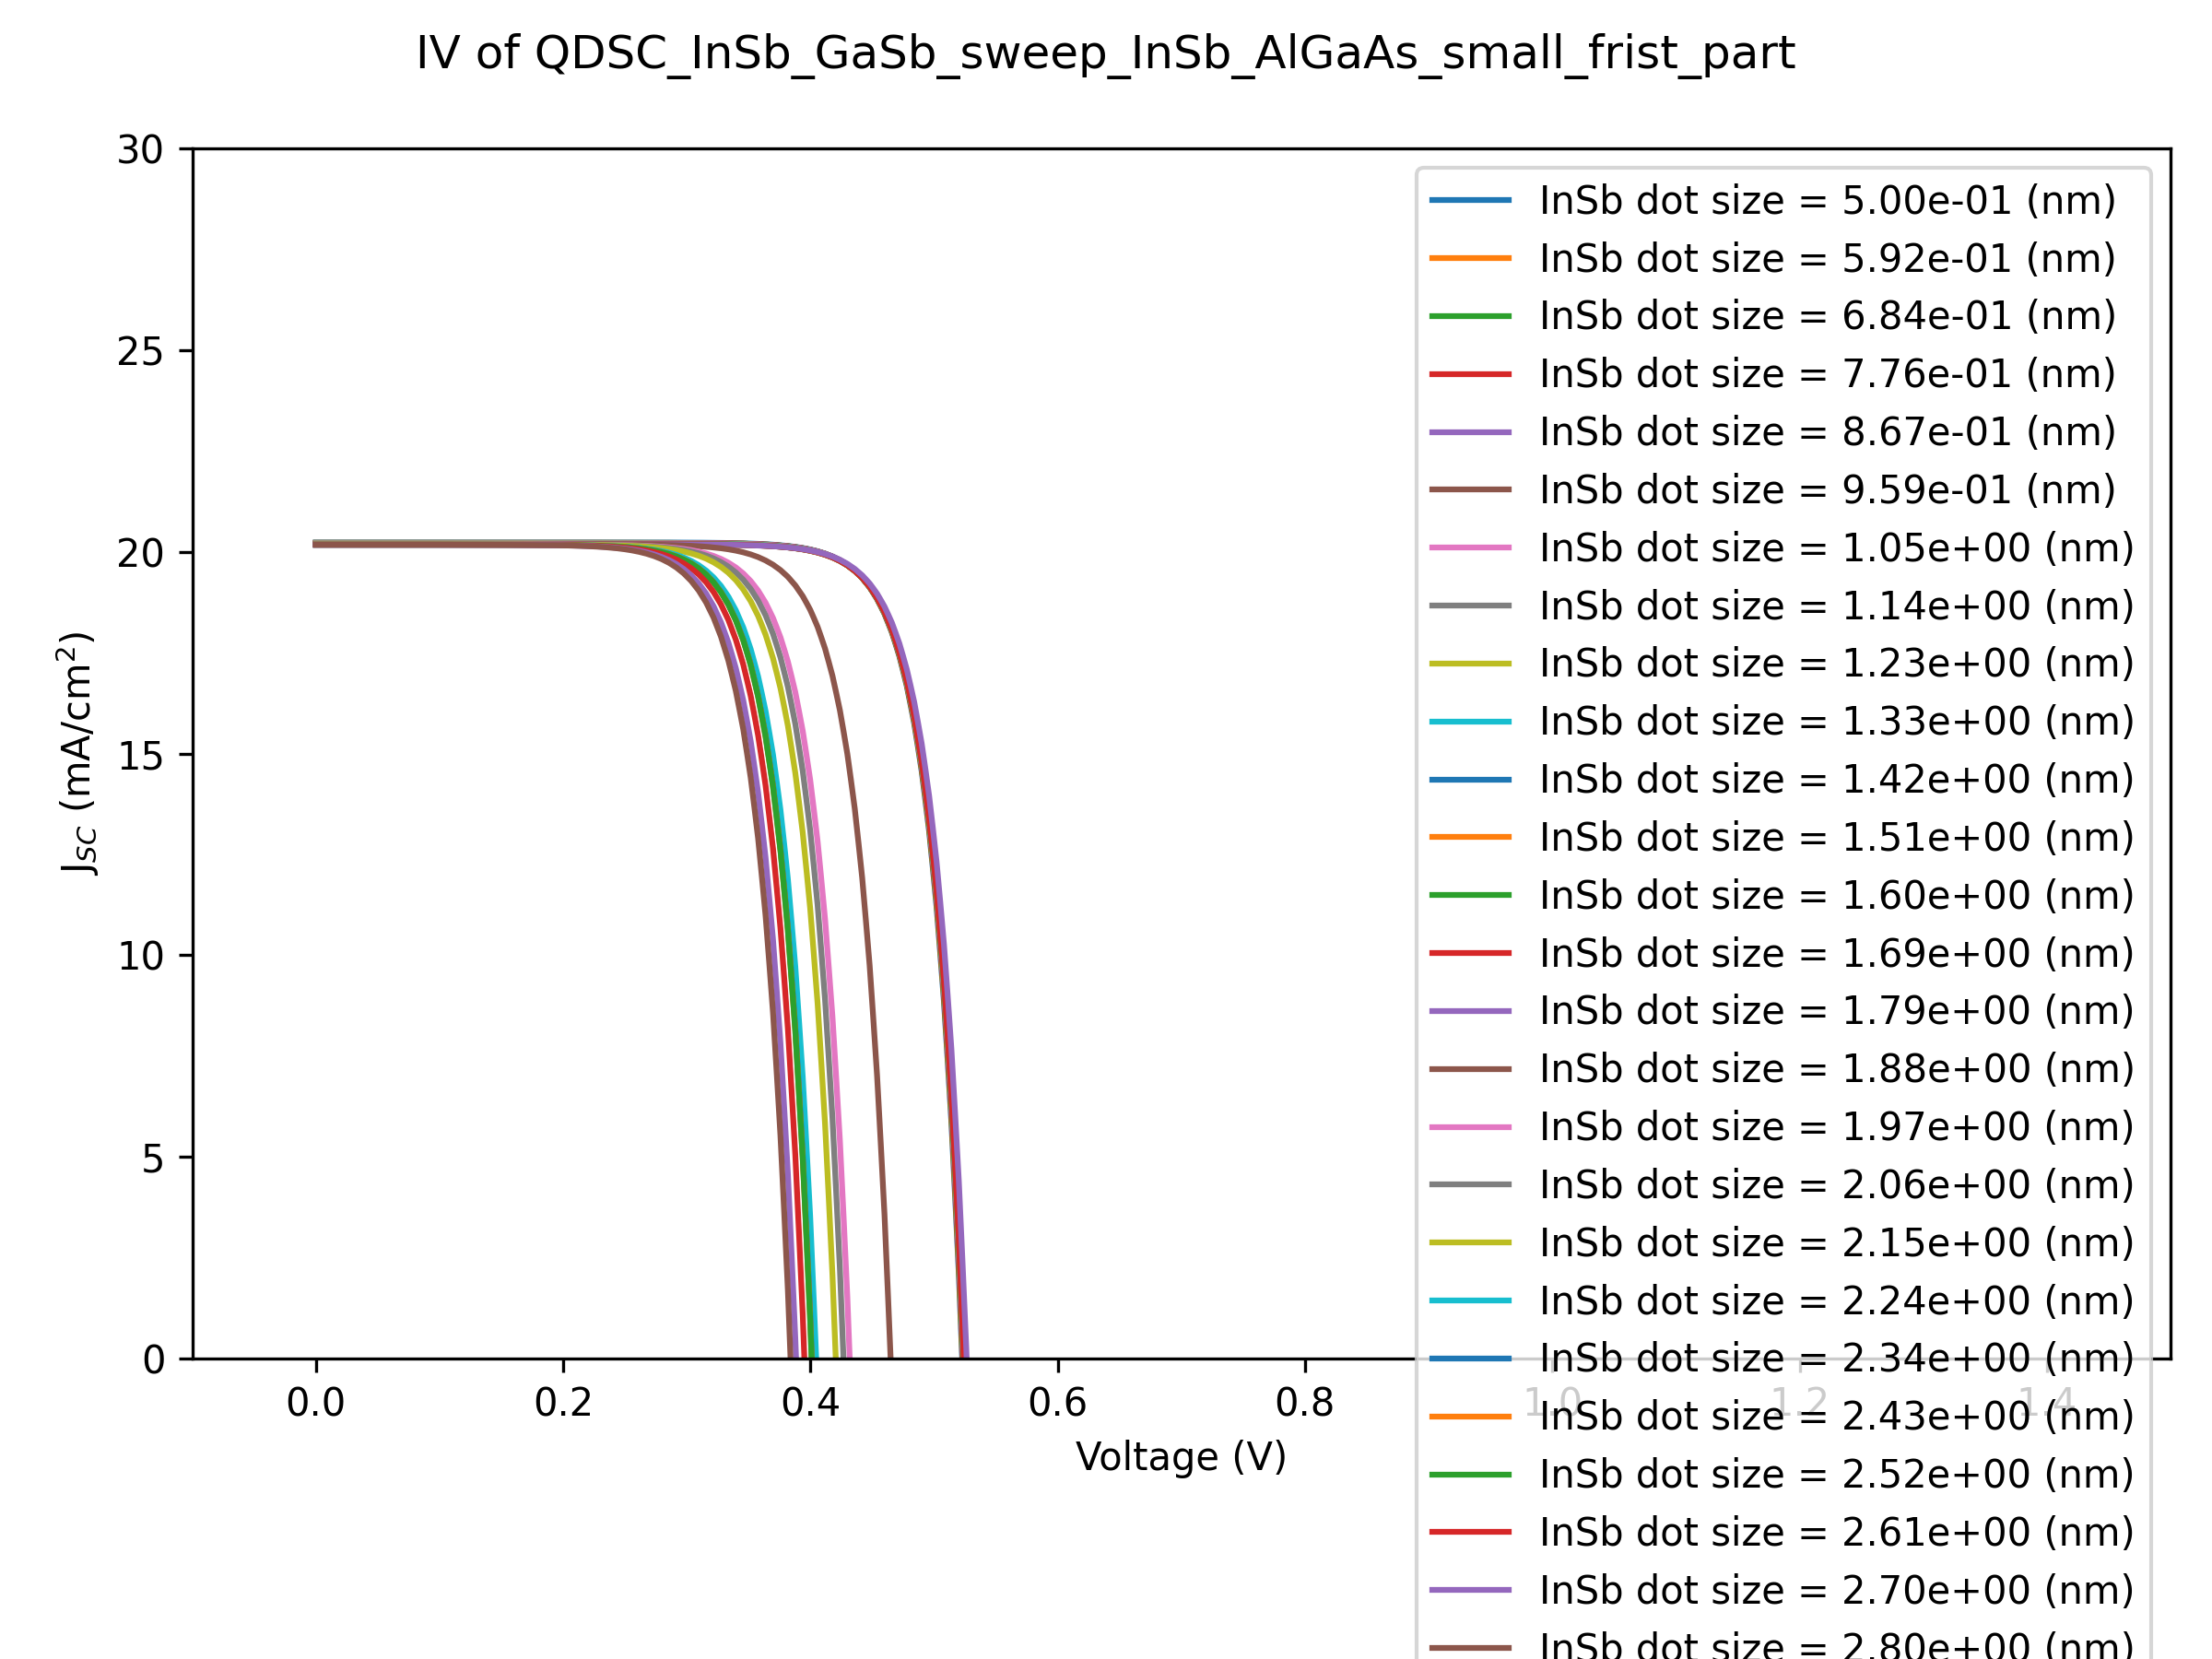 IV of QDSC_InSb_GaSb_sweep_InSb_AlGaAs_small_frist_part
30
25
20
15
10
5
0
J_SC (mA/cm²)
0.0 0.2 0.4 0.6 0.8 1.0 1.2 1.4
Voltage (V)
InSb dot size = 5.00e-01 (nm)
InSb dot size = 5.92e-01 (nm)
InSb dot size = 6.84e-01 (nm)
InSb dot size = 7.76e-01 (nm)
InSb dot size = 8.67e-01 (nm)
InSb dot size = 9.59e-01 (nm)
InSb dot size = 1.05e+00 (nm)
InSb dot size = 1.14e+00 (nm)
InSb dot size = 1.23e+00 (nm)
InSb dot size = 1.33e+00 (nm)
InSb dot size = 1.42e+00 (nm)
InSb dot size = 1.51e+00 (nm)
InSb dot size = 1.60e+00 (nm)
InSb dot size = 1.69e+00 (nm)
InSb dot size = 1.79e+00 (nm)
InSb dot size = 1.88e+00 (nm)
InSb dot size = 1.97e+00 (nm)
InSb dot size = 2.06e+00 (nm)
InSb dot size = 2.15e+00 (nm)
InSb dot size = 2.24e+00 (nm)
InSb dot size = 2.34e+00 (nm)
InSb dot size = 2.43e+00 (nm)
InSb dot size = 2.52e+00 (nm)
InSb dot size = 2.61e+00 (nm)
InSb dot size = 2.70e+00 (nm)
InSb dot size = 2.80e+00 (nm)